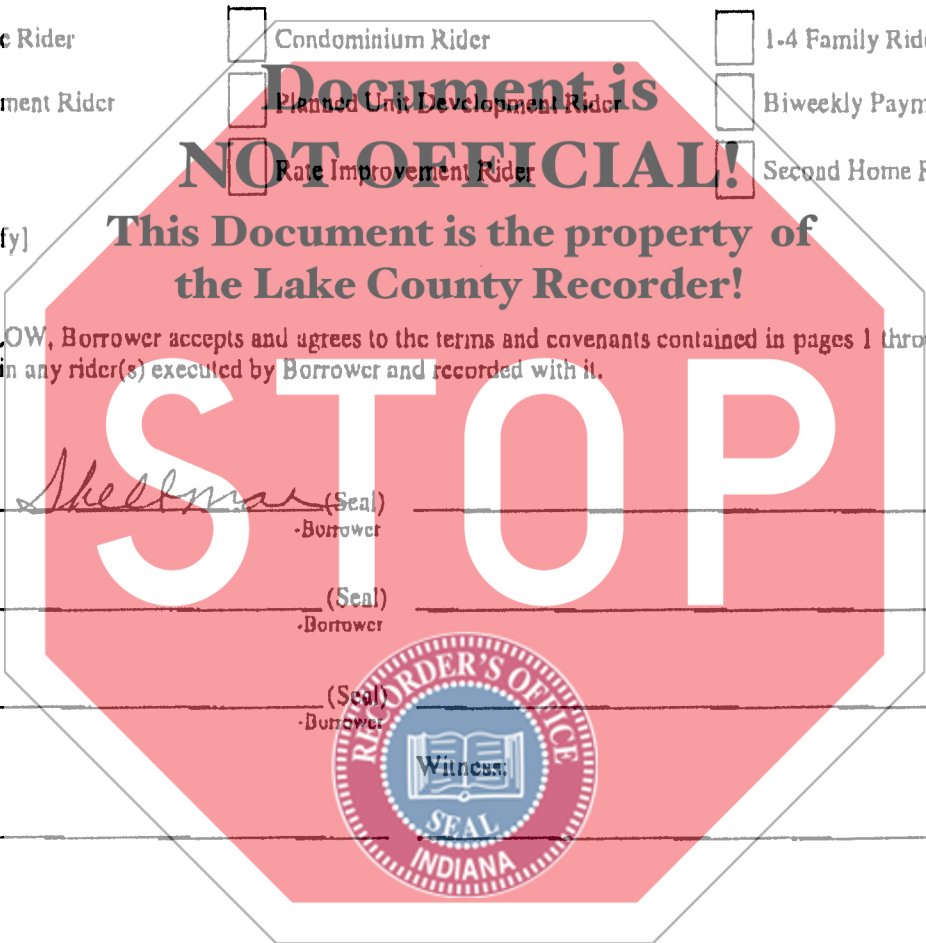 c Rider Condominium Rider 1-4 Family Ride
Document is
ment Rider Planned Unit Development Rider Biweekly Paym
NOT OFFICIAL!
Rate Improvement Rider Second Home R
This Document is the property of
fy]
the Lake County Recorder!
OW, Borrower accepts and agrees to the terms and covenants contained in pages 1 throu
n any rider(s) executed by Borrower and recorded with it.
STOP
Skellman (Seal)
-Borrower
(Seal)
-Borrower
(Seal)
-Borrower
RECORDER'S OFFICE
Witness:
SEAL
INDIANA